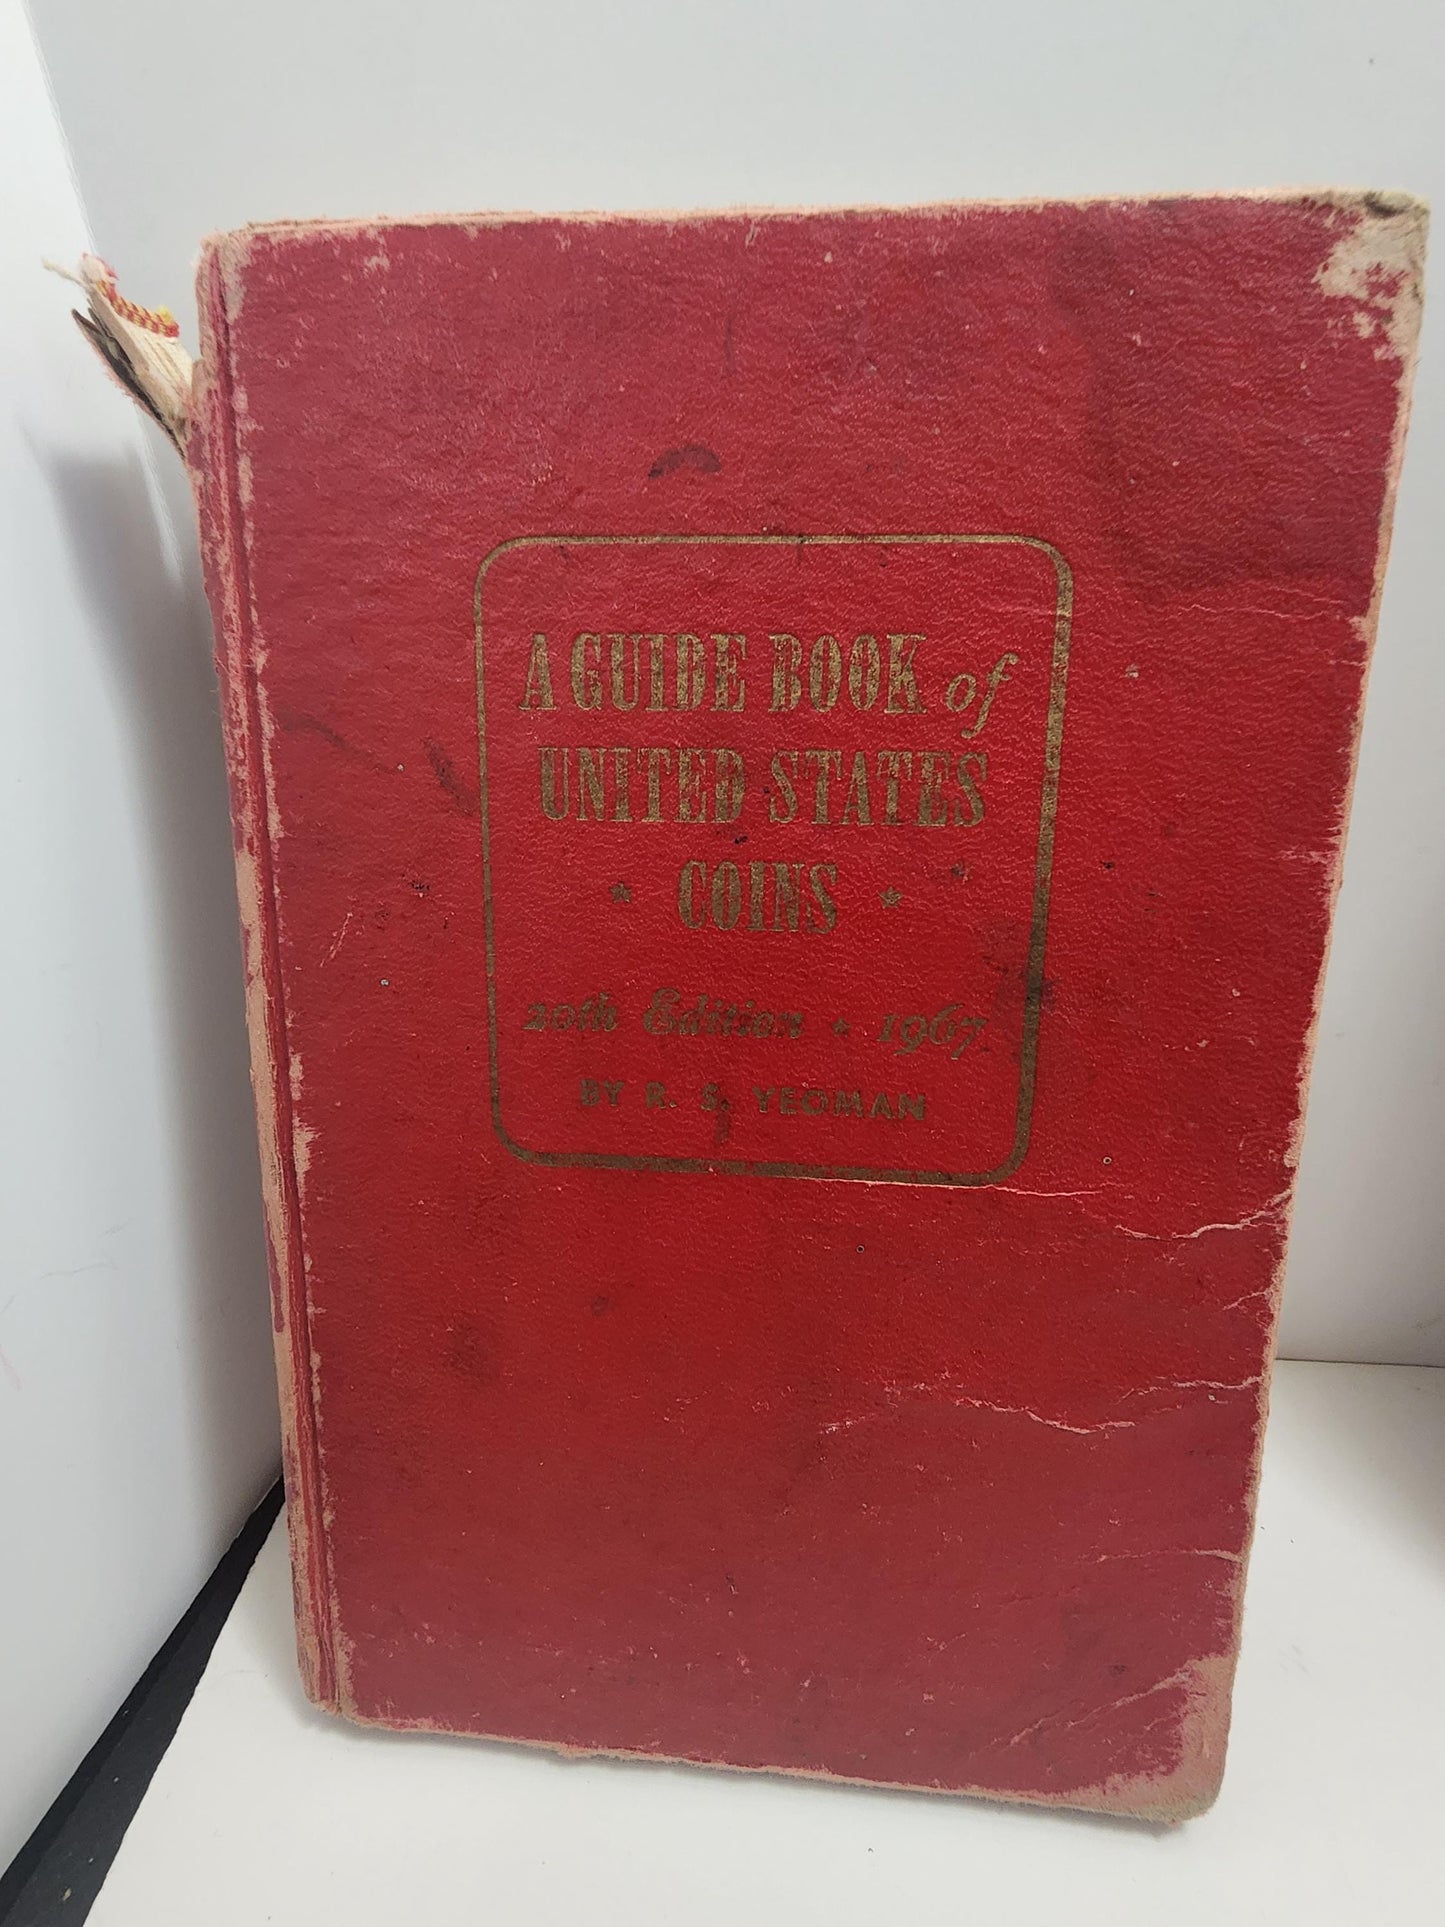 A GUIDE BOOK of
UNITED STATES
★ COINS ★
20th Edition ★ 1967
BY R. S. YEOMAN